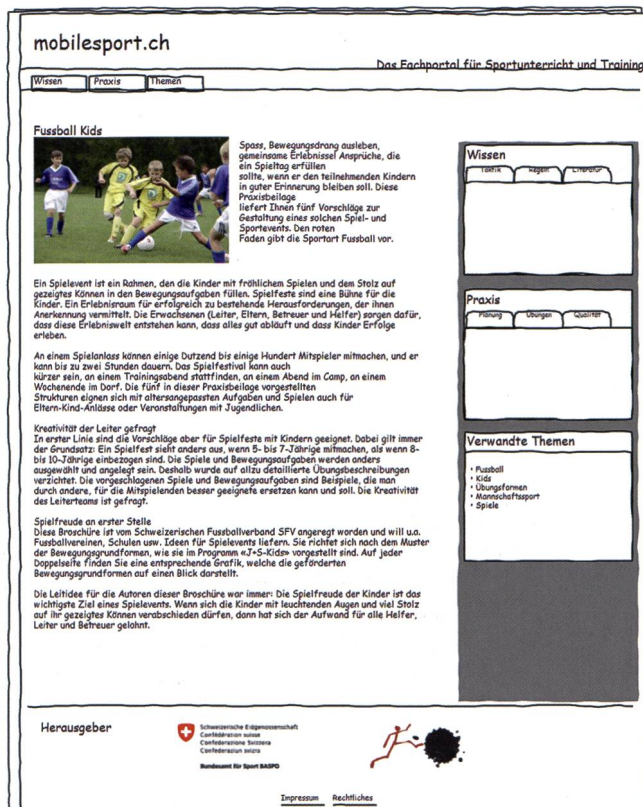 mobilesport.ch
Das Fachportal für Sportunterricht und Training
Wissen Praxis Themen
Fussball Kids
Spass, Bewegungsdrang ausleben,
gemeinsame Erlebnisse! Ansprüche, die
ein Spieltag erfüllen
sollte, wenn er den teilnehmenden Kindern
in guter Erinnerung bleiben soll. Diese
Praxisbeilage
liefert Ihnen fünf Vorschläge zur
Gestaltung eines solchen Spiel- und
Sportevents. Den roten
Faden gibt die Sportart Fussball vor.
Ein Spielevent ist ein Rahmen, den die Kinder mit fröhlichem Spielen und dem Stolz auf
gezeigtes Können in den Bewegungsaufgaben füllen. Spielfeste sind eine Bühne für die
Kinder. Ein Erlebnisraum für erfolgreich zu bestehende Herausforderungen, der ihnen
Anerkennung vermittelt. Die Erwachsenen (Leiter, Eltern, Betreuer und Helfer) sorgen dafür,
dass diese Erlebniswelt entstehen kann, dass alles gut abläuft und dass Kinder Erfolge
erleben.
An einem Spielanlass können einige Dutzend bis einige Hundert Mitspieler mitmachen, und er
kann bis zu zwei Stunden dauern. Das Spielfestival kann auch
kürzer sein, an einem Trainingsabend stattfinden, an einem Abend im Camp, an einem
Wochenende im Dorf. Die fünf in dieser Praxisbeilage vorgestellten
Strukturen eignen sich mit altersangepassten Aufgaben und Spielen auch für
Eltern-Kind-Anlässe oder Veranstaltungen mit Jugendlichen.
Kreativität der Leiter gefragt
In erster Linie sind die Vorschläge aber für Spielfeste mit Kindern geeignet. Dabei gilt immer
der Grundsatz: Ein Spielfest sieht anders aus, wenn 5- bis 7-Jährige mitmachen, als wenn 8-
bis 10-Jährige einbezogen sind. Die Spiele und Bewegungsaufgaben werden anders
ausgewählt und angelegt sein. Deshalb wurde auf allzu detaillierte Übungsbeschreibungen
verzichtet. Die vorgeschlagenen Spiele und Bewegungsaufgaben sind Beispiele, die man
durch andere, für die Mitspielenden besser geeignete ersetzen kann und soll. Die Kreativität
des Leiterteams ist gefragt.
Spielfreude an erster Stelle
Diese Broschüre ist vom Schweizerischen Fussballverband SFV angeregt worden und will u.a.
Fussballvereinen, Schulen usw. Ideen für Spielevents liefern. Sie richtet sich nach dem Muster
der Bewegungsgrundformen, wie sie im Programm «J+S-Kids» vorgestellt sind. Auf jeder
Doppelseite finden Sie eine entsprechende Grafik, welche die geförderten
Bewegungsgrundformen auf einen Blick darstellt.
Die Leitidee für die Autoren dieser Broschüre war immer: Die Spielfreude der Kinder ist das
wichtigste Ziel eines Spielevents. Wenn sich die Kinder mit leuchtenden Augen und viel Stolz
auf ihr gezeigtes Können verabschieden dürfen, dann hat sich der Aufwand für alle Helfer,
Leiter und Betreuer gelohnt.
Wissen
Taktik Regeln Literatur
Praxis
Planung Übungen Qualität
Verwandte Themen
• Fussball
• Kids
• Übungsformen
• Mannschaftssport
• Spiele
Herausgeber
Schweizerische Eidgenossenschaft
Confédération suisse
Confederazione Svizzera
Confederaziun svizra
Bundesamt für Sport BASPO
Impressum Rechtliches